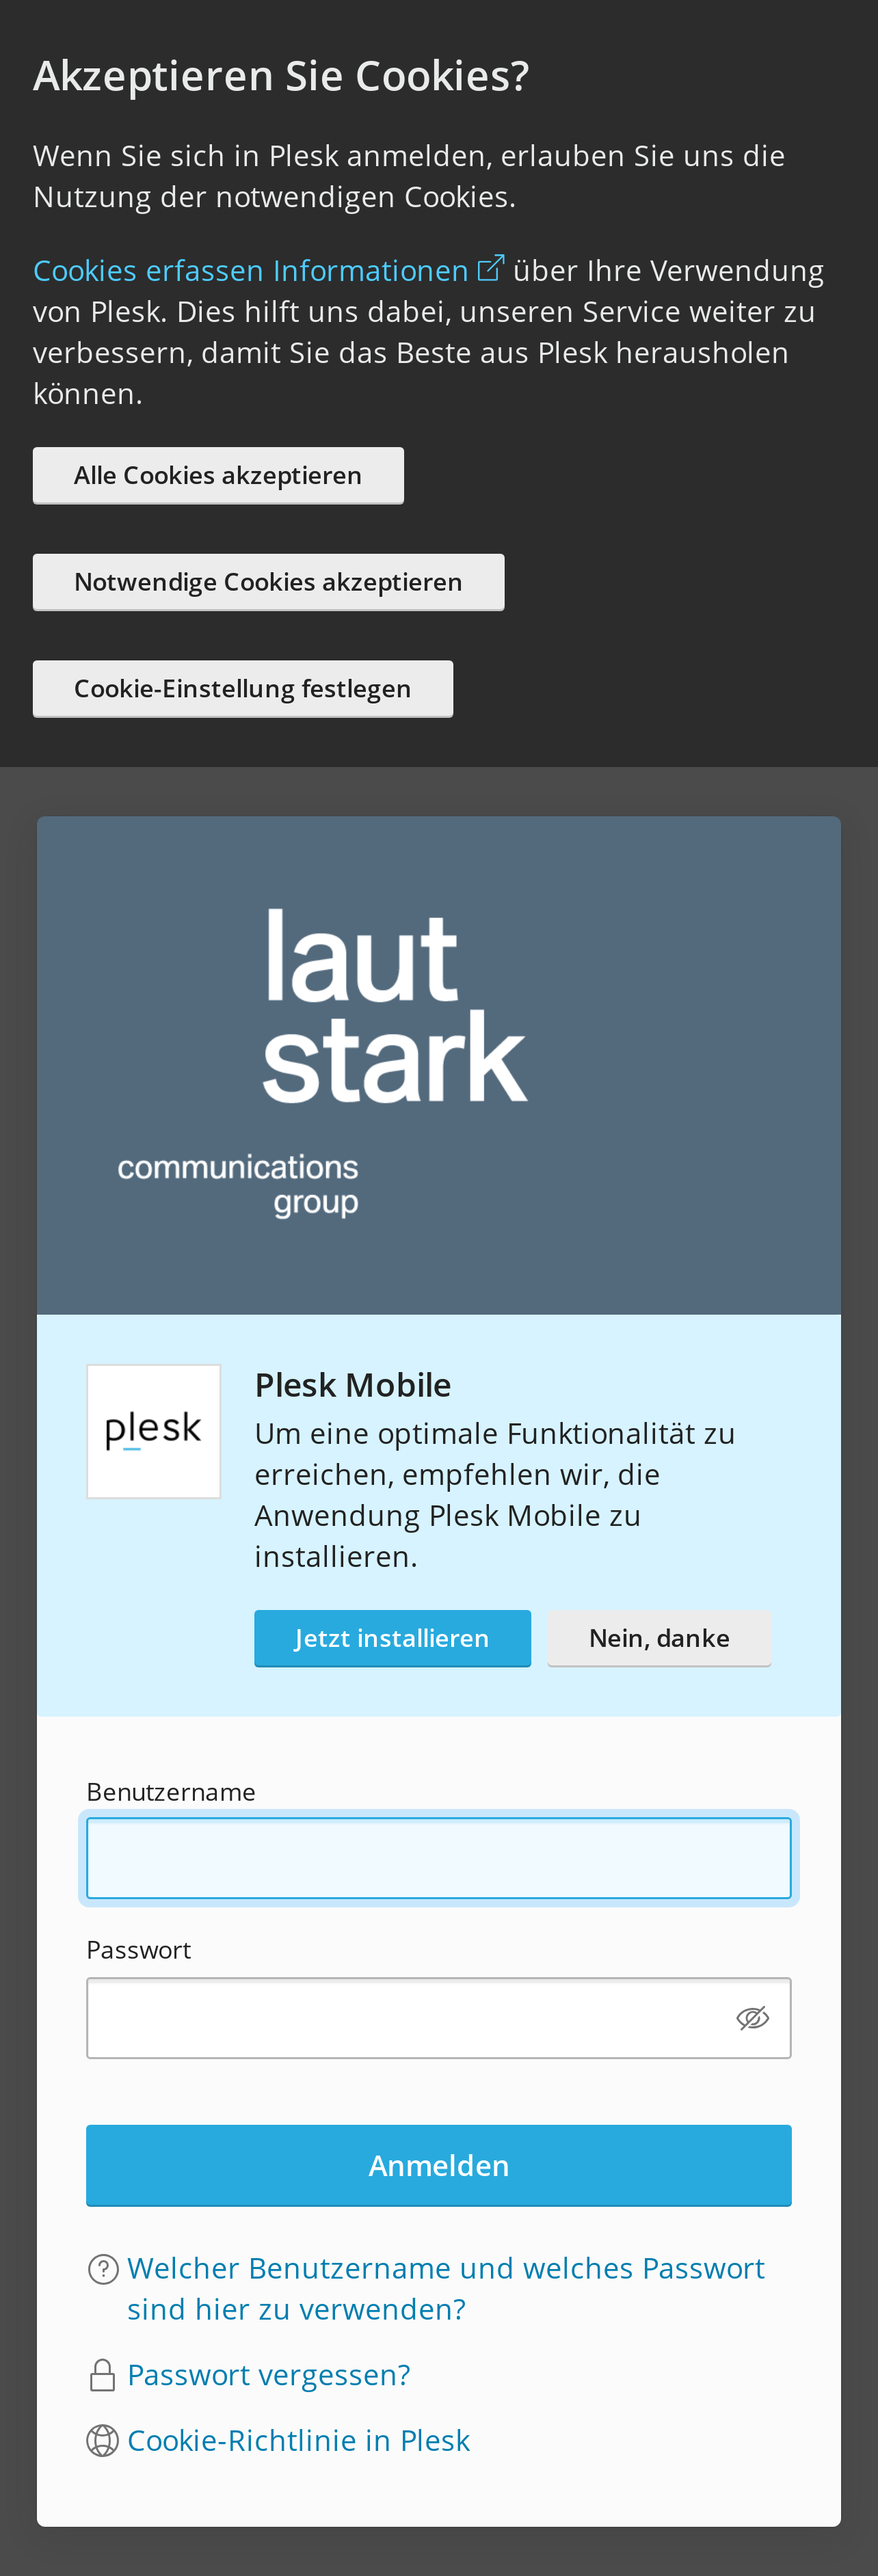 Akzeptieren Sie Cookies?
Wenn Sie sich in Plesk anmelden, erlauben Sie uns die
Nutzung der notwendigen Cookies.
Cookies erfassen Informationen über Ihre Verwendung
von Plesk. Dies hilft uns dabei, unseren Service weiter zu
verbessern, damit Sie das Beste aus Plesk herausholen
können.
Alle Cookies akzeptieren
Notwendige Cookies akzeptieren
Cookie-Einstellung festlegen
laut
stark
communications
group
plesk
Plesk Mobile
Um eine optimale Funktionalität zu
erreichen, empfehlen wir, die
Anwendung Plesk Mobile zu
installieren.
Jetzt installieren
Nein, danke
Benutzername
Passwort
Anmelden
Welcher Benutzername und welches Passwort
sind hier zu verwenden?
Passwort vergessen?
Cookie-Richtlinie in Plesk